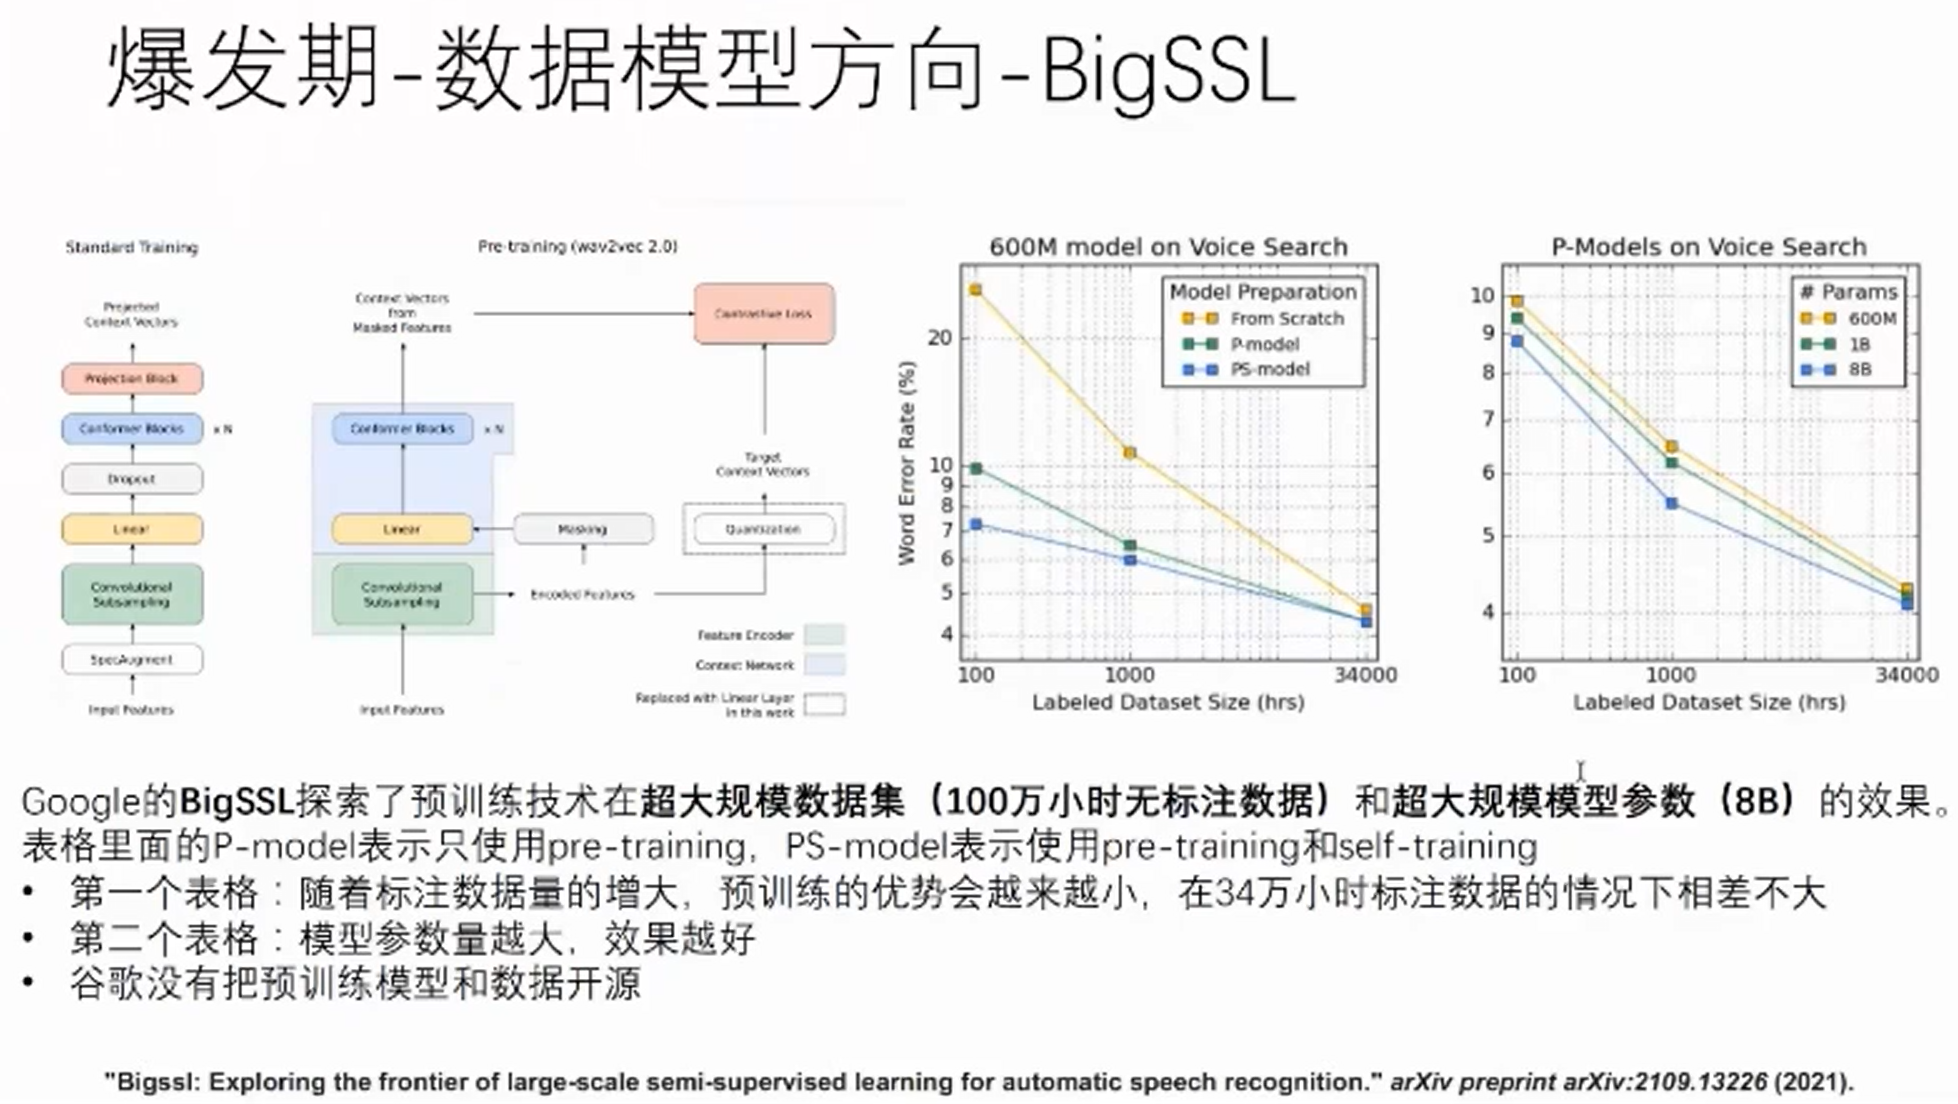 爆发期-数据模型方向-BigSSL
Standard Training
Projected
Context Vectors
Projection Block
Conformer Blocks
x N
Dropout
Linear
Convolutional
Subsampling
SpecAugment
Input Features
Pre-training (wav2vec 2.0)
Context Vectors
from
Masked Features
Contrastive Loss
Conformer Blocks
x N
Target
Context Vectors
Linear
Masking
Quantization
Convolutional
Subsampling
Encoded Features
Feature Encoder
Context Network
Replaced with Linear Layer
in this work
Input Features
600M model on Voice Search
Model Preparation
From Scratch
P-model
PS-model
Word Error Rate (%)
20
10
9
8
7
6
5
4
100
1000
34000
Labeled Dataset Size (hrs)
P-Models on Voice Search
# Params
600M
1B
8B
10
9
8
7
6
5
4
100
1000
34000
Labeled Dataset Size (hrs)
Google的BigSSL探索了预训练技术在超大规模数据集（100万小时无标注数据）和超大规模模型参数（8B）的效果。
表格里面的P-model表示只使用pre-training，PS-model表示使用pre-training和self-training
• 第一个表格：随着标注数据量的增大，预训练的优势会越来越小，在34万小时标注数据的情况下相差不大
• 第二个表格：模型参数量越大，效果越好
• 谷歌没有把预训练模型和数据开源
"Bigssl: Exploring the frontier of large-scale semi-supervised learning for automatic speech recognition." arXiv preprint arXiv:2109.13226 (2021).